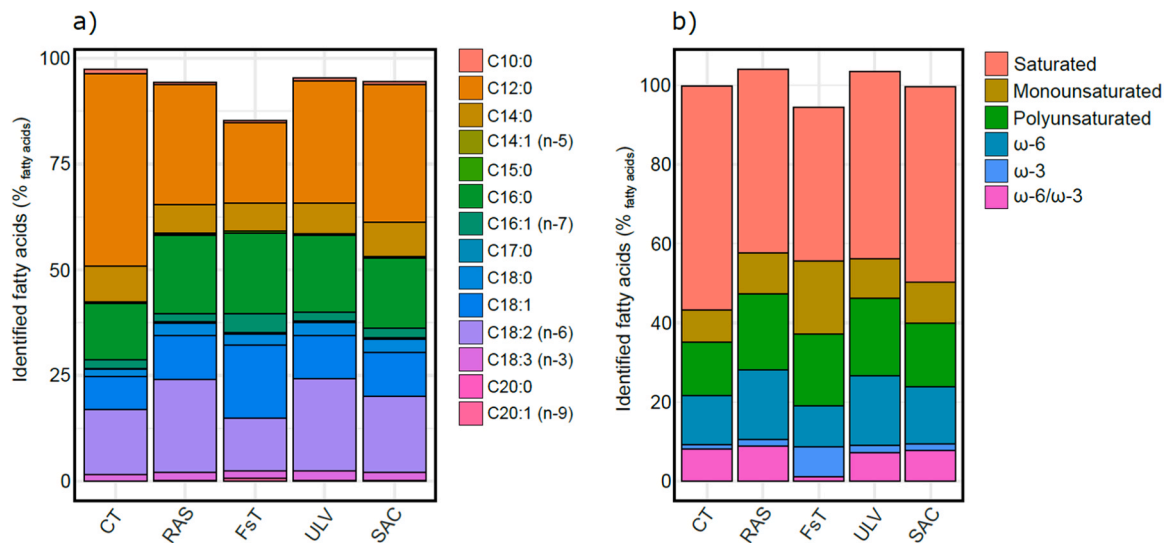 a)
Identified fatty acids (% fatty acids)
100
75
50
25
0
CT
RAS
FsT
ULV
SAC
C10:0
C12:0
C14:0
C14:1 (n-5)
C15:0
C16:0
C16:1 (n-7)
C17:0
C18:0
C18:1
C18:2 (n-6)
C18:3 (n-3)
C20:0
C20:1 (n-9)
b)
Identified fatty acids (% fatty acids)
100
80
60
40
20
0
CT
RAS
FsT
ULV
SAC
Saturated
Monounsaturated
Polyunsaturated
ω-6
ω-3
ω-6/ω-3